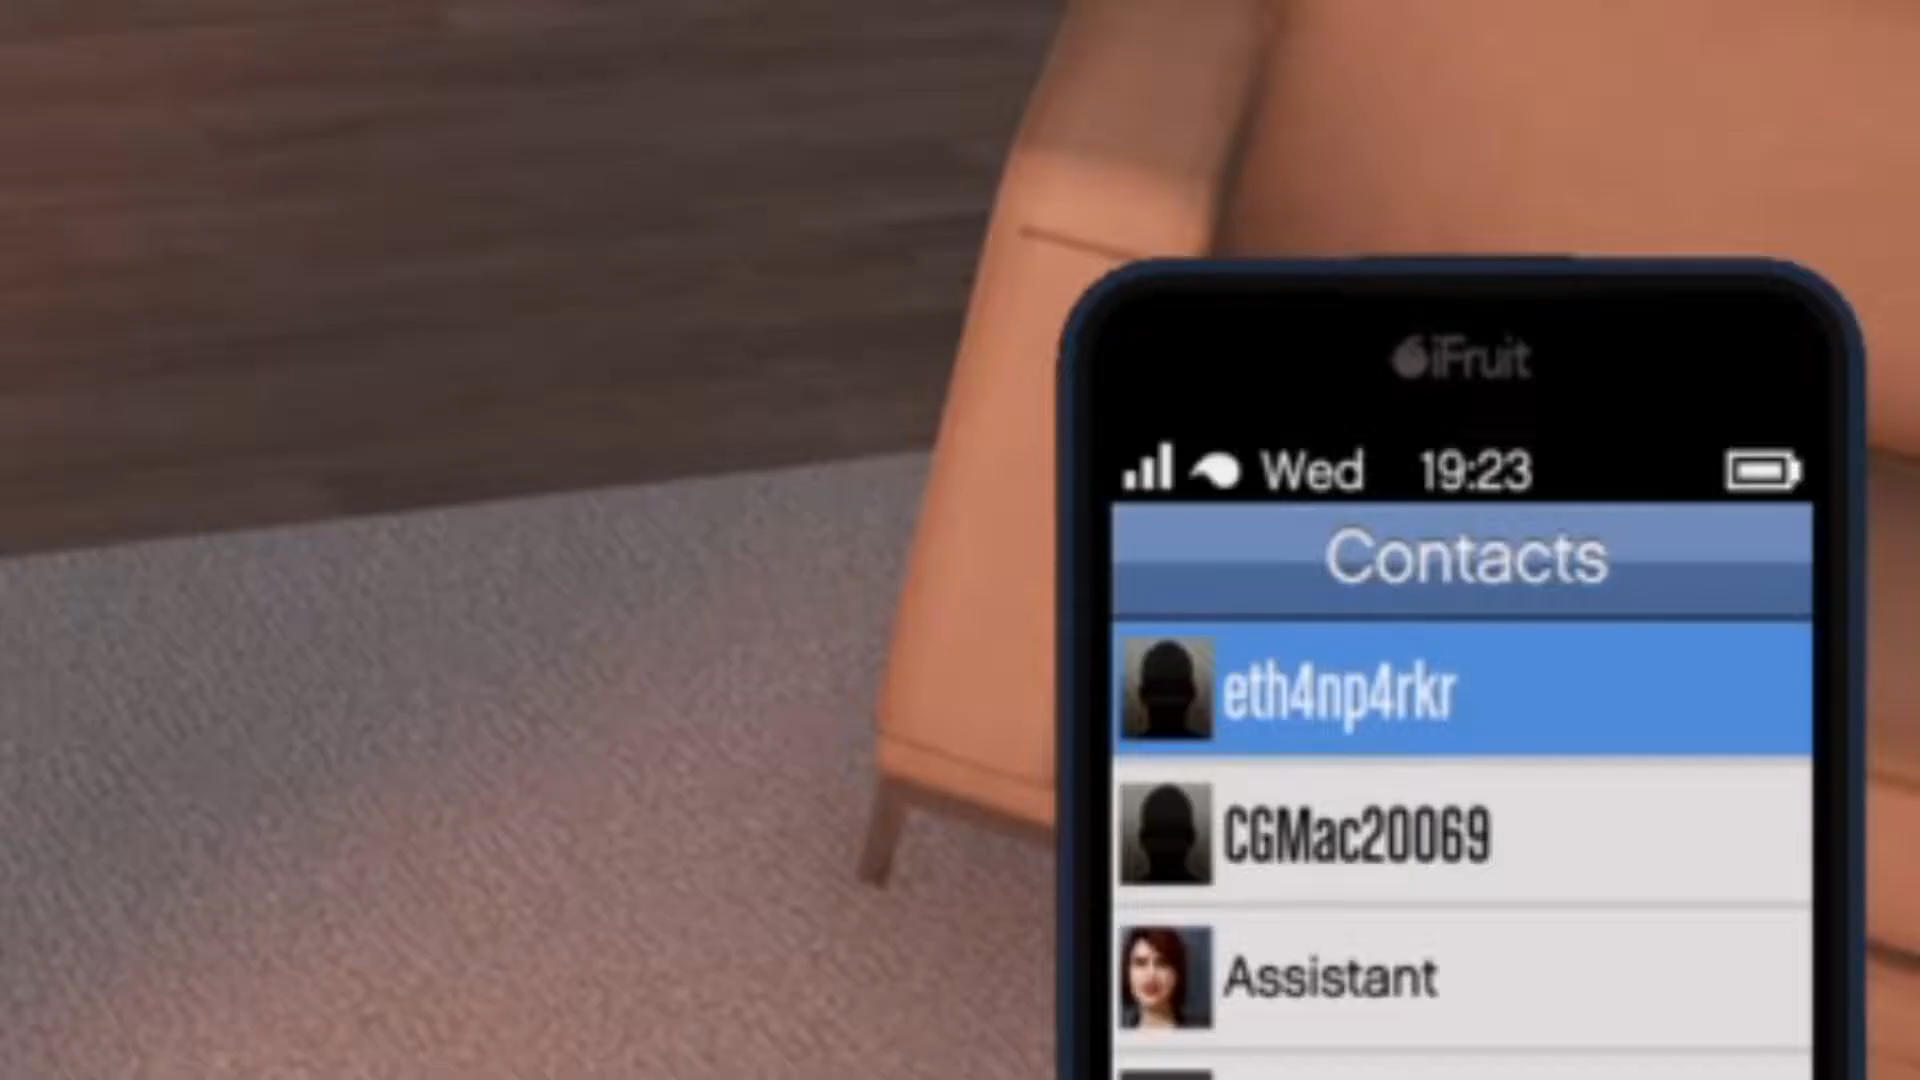 iFruit
Wed 19:23
Contacts
eth4np4rkr
CGMac20069
Assistant